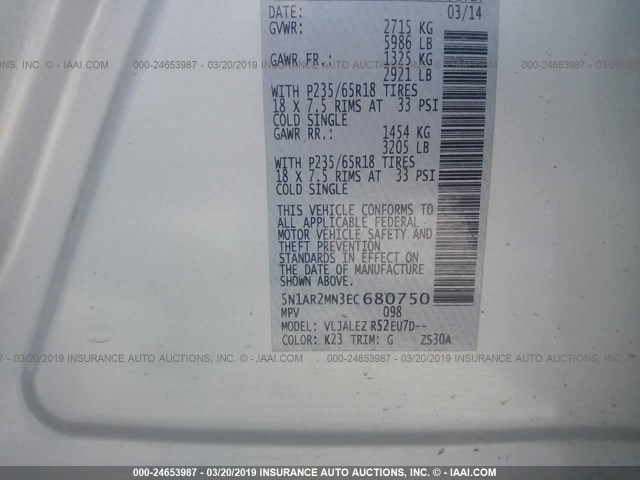 DATE: 03/14
GVWR: 2715 KG
5986 LB
GAWR FR.: 1325 KG
2921 LB
WITH P235/65R18 TIRES
18 X 7.5 RIMS AT 33 PSI
COLD SINGLE
GAWR RR.: 1454 KG
3205 LB
WITH P235/65R18 TIRES
18 X 7.5 RIMS AT 33 PSI
COLD SINGLE
THIS VEHICLE CONFORMS TO
ALL APPLICABLE FEDERAL
MOTOR VEHICLE SAFETY AND
THEFT PREVENTION
STANDARDS IN EFFECT ON
THE DATE OF MANUFACTURE
SHOWN ABOVE.
5N1AR2MN3EC680750
MPV 098
MODEL: VLJALEZ R52EU7D--
COLOR: K23 TRIM: G ZS30A
000-24653987 - 03/20/2019 INSURANCE AUTO AUCTIONS, INC. © - IAAI.COM